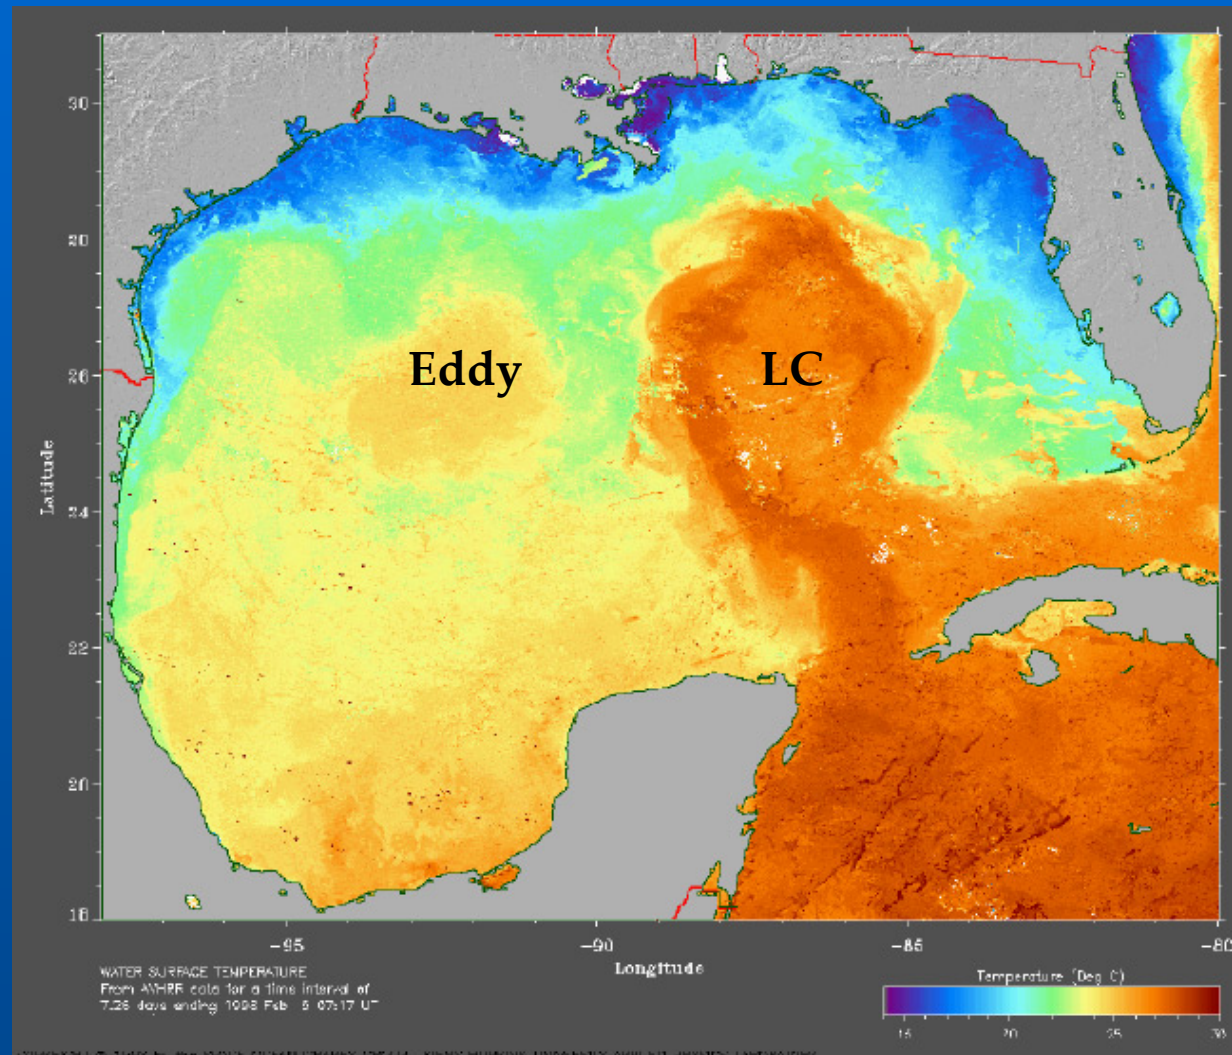 30
28
Eddy LC
26
Latitude
24
22
20
18
-95 -90 -85 -80
Longitude
WATER SURFACE TEMPERATURE
From AVHRR data for a time interval of
7.26 days ending 1998 Feb 5 07:17 UT
Temperature (Deg C)
15 20 25 30